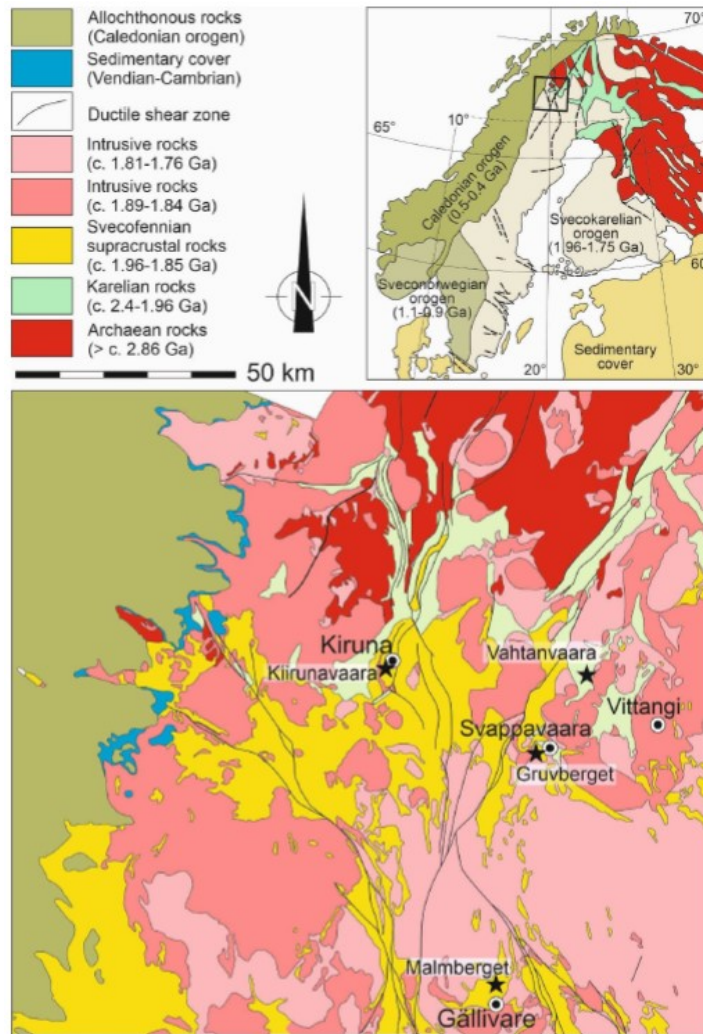 Allochthonous rocks
(Caledonian orogen)
Sedimentary cover
(Vendian-Cambrian)
Ductile shear zone
Intrusive rocks
(c. 1.81-1.76 Ga)
Intrusive rocks
(c. 1.89-1.84 Ga)
Svecofennian
supracrustal rocks
(c. 1.96-1.85 Ga)
Karelian rocks
(c. 2.4-1.96 Ga)
Archaean rocks
(> c. 2.86 Ga)
N
50 km
70°
65°
10°
Caledonian orogen
(0.5-0.4 Ga)
Svecokarelian
orogen
(1.96-1.75 Ga)
60°
Sveconorwegian
orogen
(1.1-0.9 Ga)
Sedimentary
cover
20°
30°
Kiruna
Kiirunavaara
Vahtanvaara
Vittangi
Svappavaara
Gruvberget
Malmberget
Gällivare